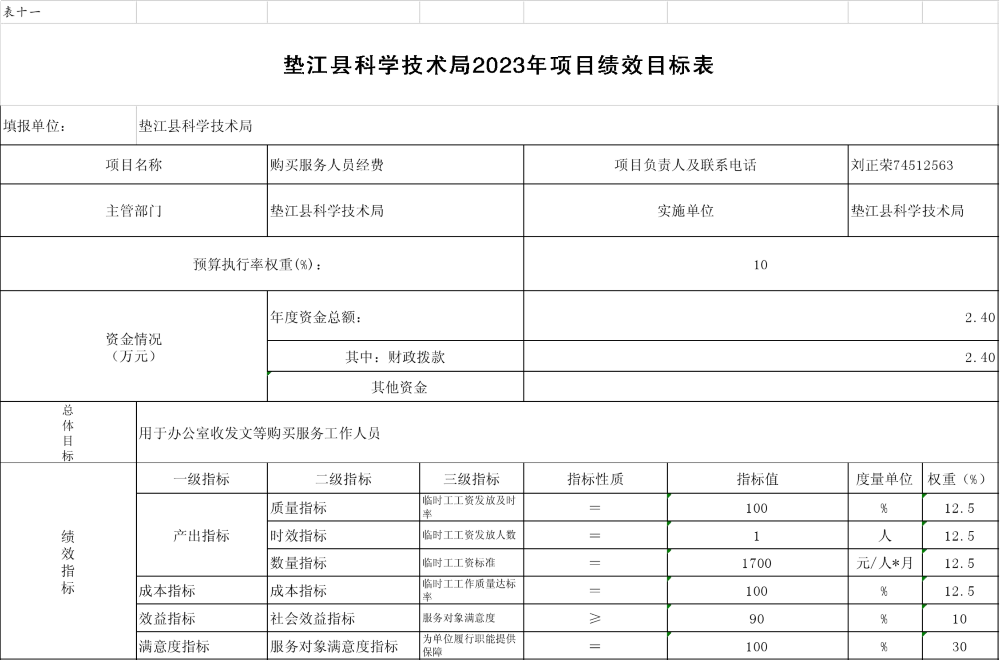 表十一
垫江县科学技术局2023年项目绩效目标表
填报单位： 垫江县科学技术局
项目名称 购买服务人员经费 项目负责人及联系电话 刘正荣74512563
主管部门 垫江县科学技术局 实施单位 垫江县科学技术局
预算执行率权重(%)： 10
资金情况
（万元）
年度资金总额： 2.40
其中：财政拨款 2.40
其他资金
总
体
目
标
用于办公室收发文等购买服务工作人员
绩
效
指
标
一级指标 二级指标 三级指标 指标性质 指标值 度量单位 权重（%）
产出指标
质量指标 临时工工资发放及时
率 ＝ 100 % 12.5
时效指标 临时工工资发放人数 ＝ 1 人 12.5
数量指标 临时工工资标准 ＝ 1700 元/人*月 12.5
成本指标 成本指标 临时工工作质量达标
率 ＝ 100 % 12.5
效益指标 社会效益指标 服务对象满意度 ≥ 90 % 10
满意度指标 服务对象满意度指标 为单位履行职能提供
保障 ＝ 100 % 30